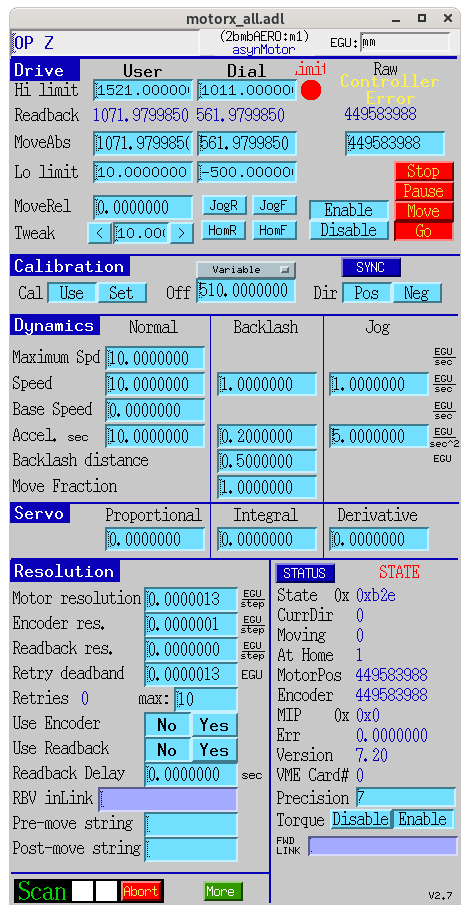 motorx_all.adl
OP Z (2bmbAERO:m1) asynMotor EGU: mm
Drive User Dial Limit Raw
Hi limit 1521.00000 1011.00000 Controller Error
Readback 1071.9799850 561.9799850 449583988
MoveAbs 1071.9799850 561.9799850 449583988
Lo limit 10.0000000 -500.00000 Stop
Pause
MoveRel 0.0000000 JogR JogF Enable Move
Tweak < 10.00 > HomR HomF Disable Go
Calibration Variable SYNC
Cal Use Set Off 510.0000000 Dir Pos Neg
Dynamics Normal Backlash Jog
Maximum Spd 10.0000000 EGU sec
Speed 10.0000000 1.0000000 1.0000000 EGU sec
Base Speed 0.0000000 EGU sec
Accel. sec 10.0000000 0.2000000 5.0000000 EGU sec^2
Backlash distance 0.5000000 EGU
Move Fraction 1.0000000
Servo Proportional Integral Derivative
0.0000000 0.0000000 0.0000000
Resolution
Motor resolution 0.0000013 EGU step
Encoder res. 0.0000001 EGU step
Readback res. 0.0000000 EGU step
Retry deadband 0.0000013 EGU
Retries 0 max: 10
Use Encoder No Yes
Use Readback No Yes
Readback Delay 0.0000000 sec
RBV inLink
Pre-move string
Post-move string
STATUS STATE
State 0x 0xb2e
CurrDir 0
Moving 0
At Home 1
MotorPos 449583988
Encoder 449583988
MIP 0x 0x0
Err 0.0000000
Version 7.20
VME Card# 0
Precision 7
Torque Disable Enable
FWD LINK
Scan Abort More V2.7